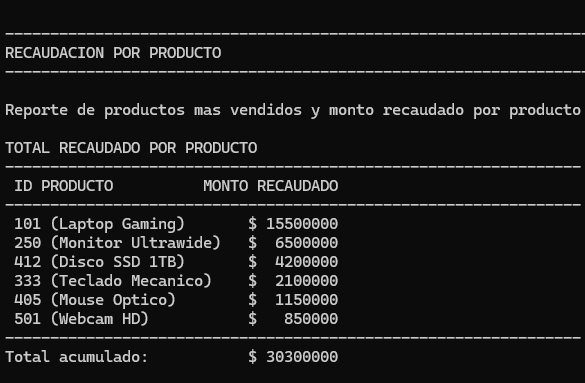 ----------------------------------------------------------------
RECAUDACION POR PRODUCTO
----------------------------------------------------------------
Reporte de productos mas vendidos y monto recaudado por producto
TOTAL RECAUDADO POR PRODUCTO
----------------------------------------------------------------
 ID PRODUCTO          MONTO RECAUDADO
----------------------------------------------------------------
 101 (Laptop Gaming)       $ 15500000
 250 (Monitor Ultrawide)   $  6500000
 412 (Disco SSD 1TB)       $  4200000
 333 (Teclado Mecanico)    $  2100000
 405 (Mouse Optico)        $  1150000
 501 (Webcam HD)           $   850000
----------------------------------------------------------------
Total acumulado:           $ 30300000